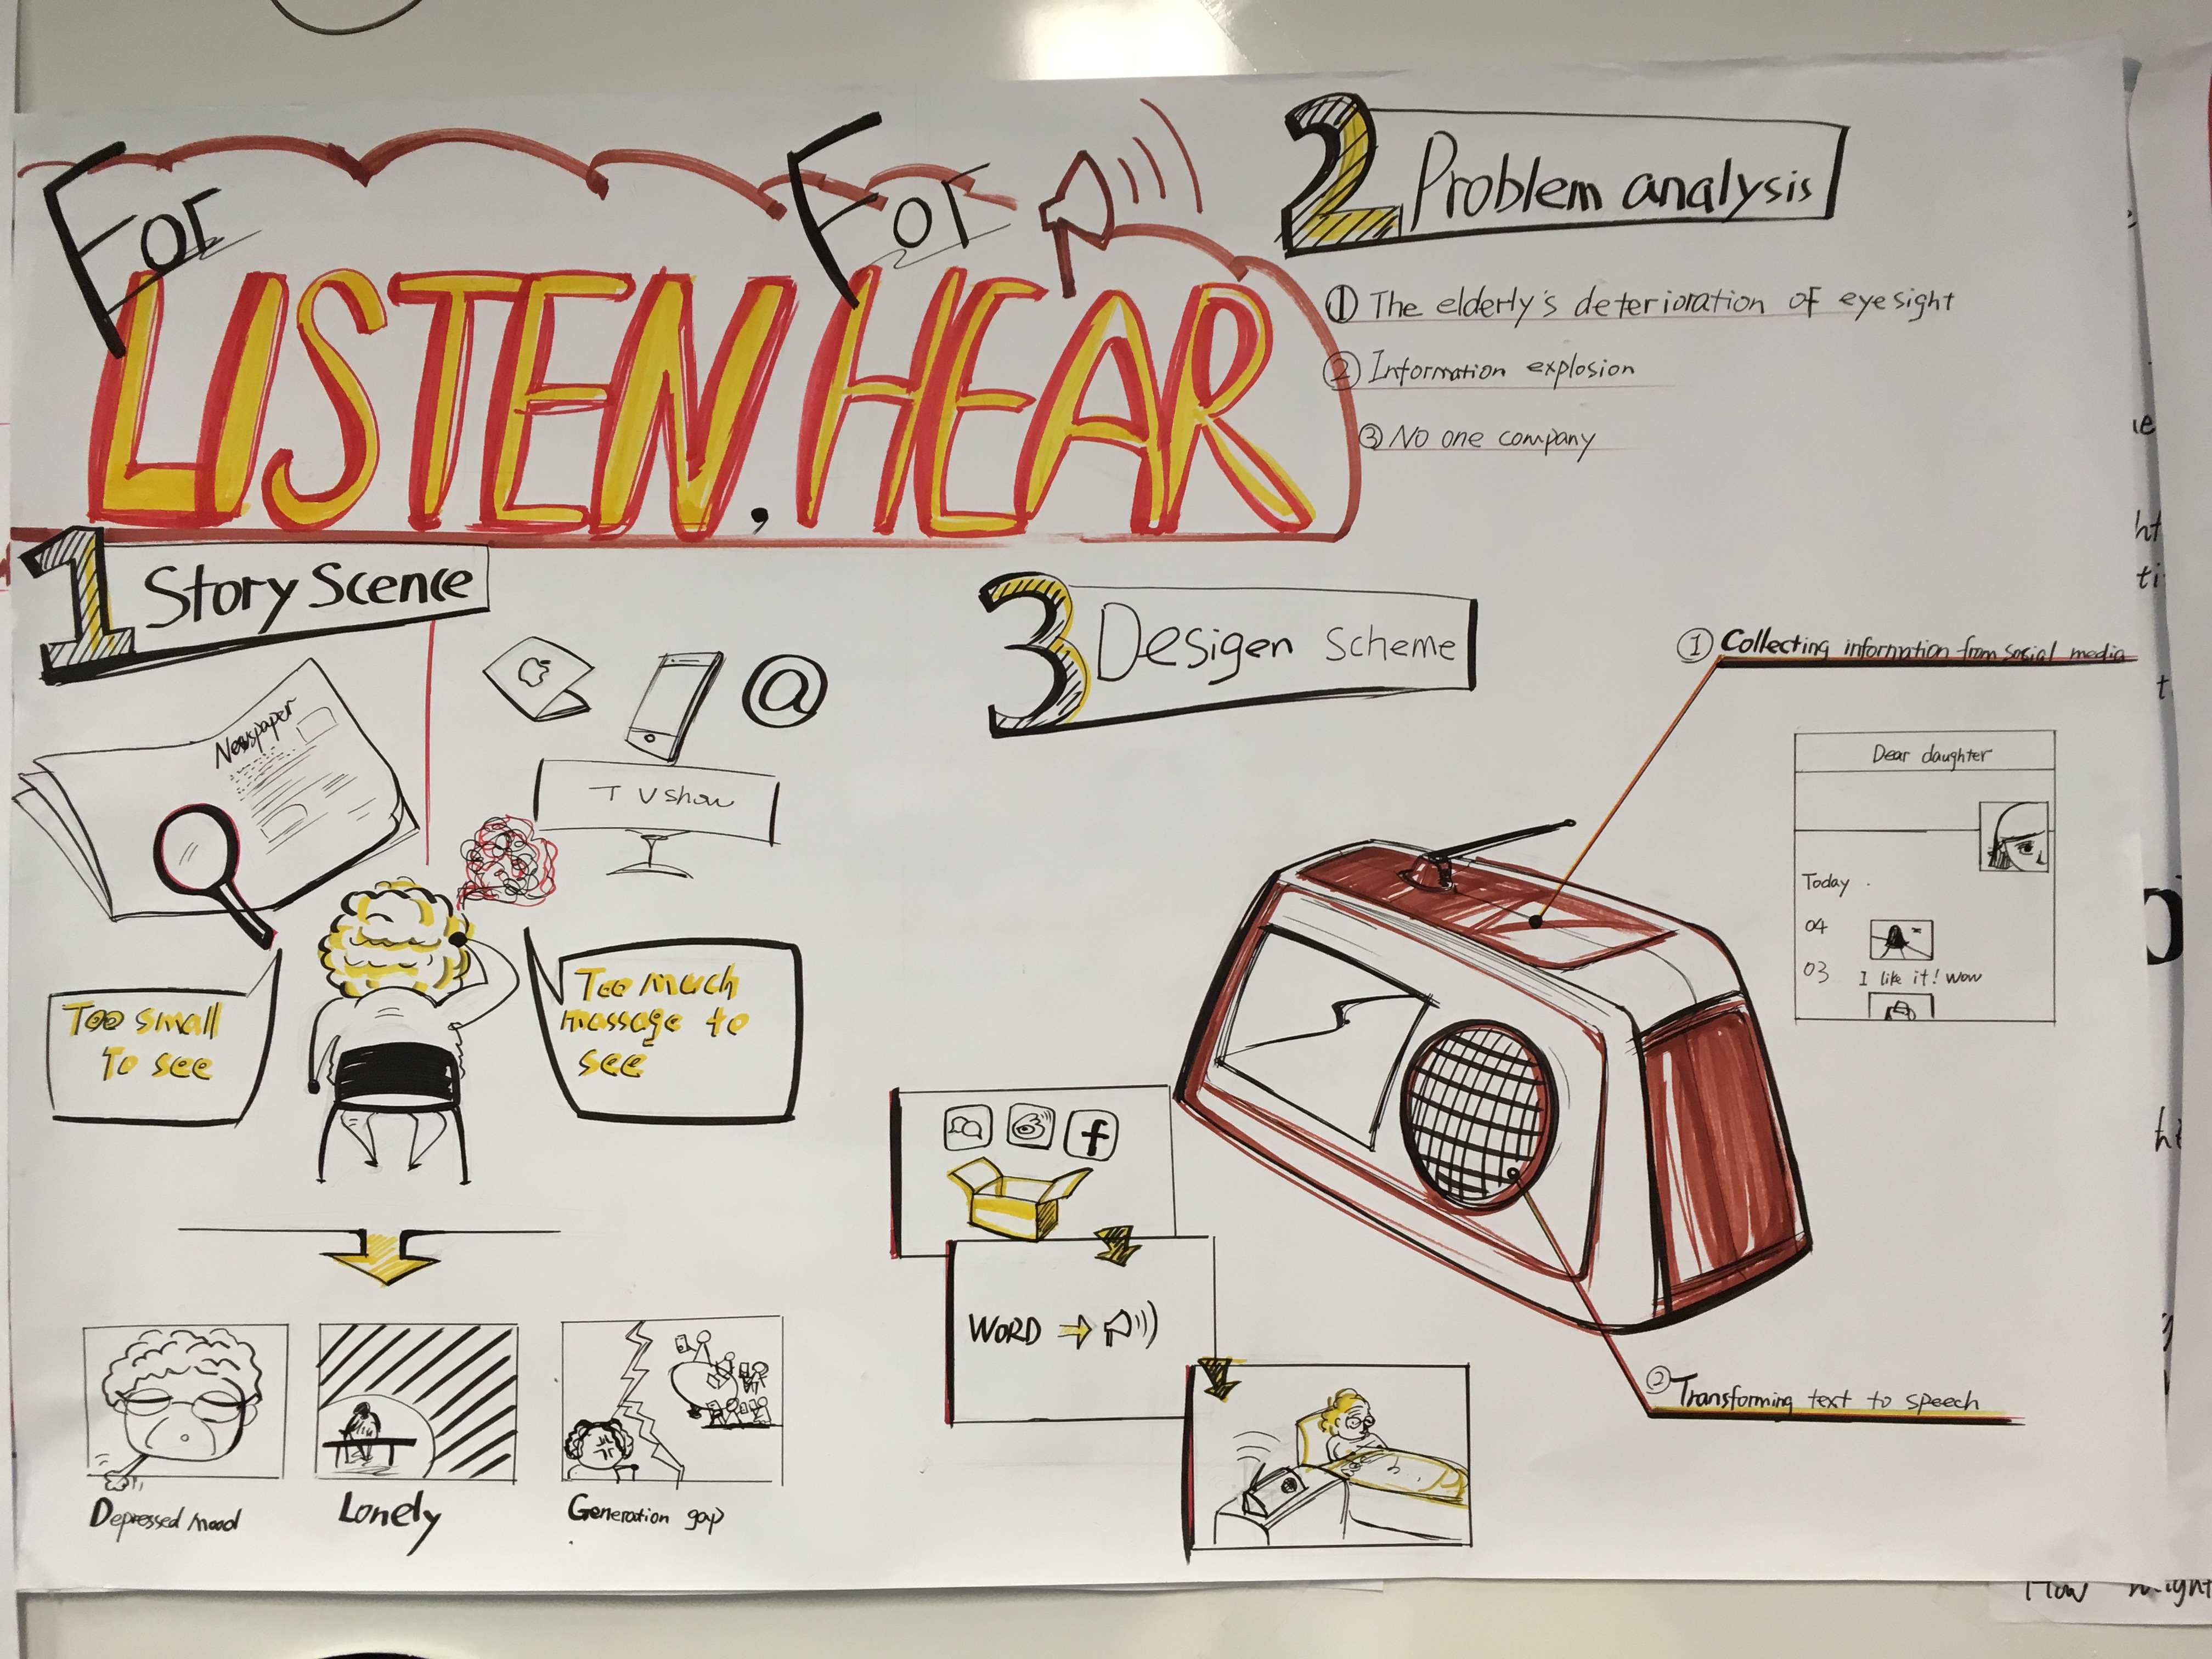 For
LISTEN,
For
HEAR
1 Story Scence
Newspaper
@
TV show
Too small
To see
Too much
massage to
see
Depressed mood
Lonely
Generation gap
2 Problem analysis
① The elderly's deterioration of eyesight
② Information explosion
③ No one company
3 Desigen scheme
① Collecting information from social media
Dear daughter
Today
04
03 I like it! wow
f
WORD
② Transforming text to speech
How might